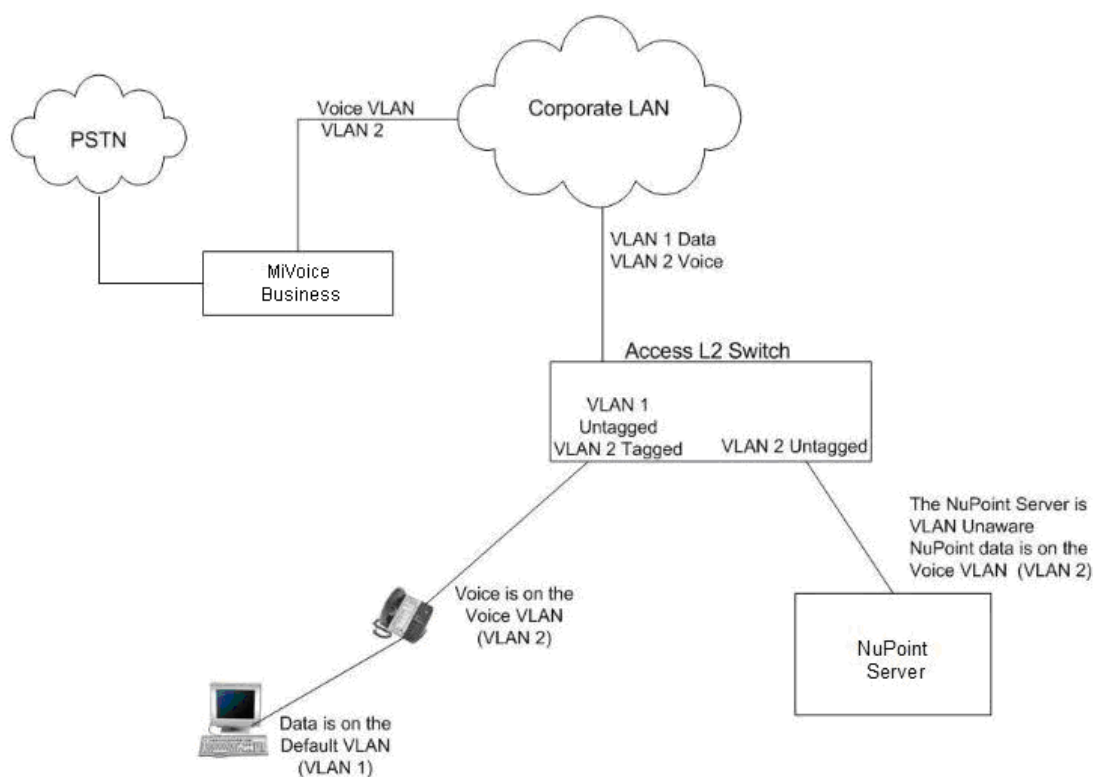 PSTN
Voice VLAN
VLAN 2
Corporate LAN
MiVoice
Business
VLAN 1 Data
VLAN 2 Voice
Access L2 Switch
VLAN 1
Untagged
VLAN 2 Tagged
VLAN 2 Untagged
The NuPoint Server is
VLAN Unaware
NuPoint data is on the
Voice VLAN (VLAN 2)
Voice is on the
Voice VLAN
(VLAN 2)
NuPoint
Server
Data is on the
Default VLAN
(VLAN 1)